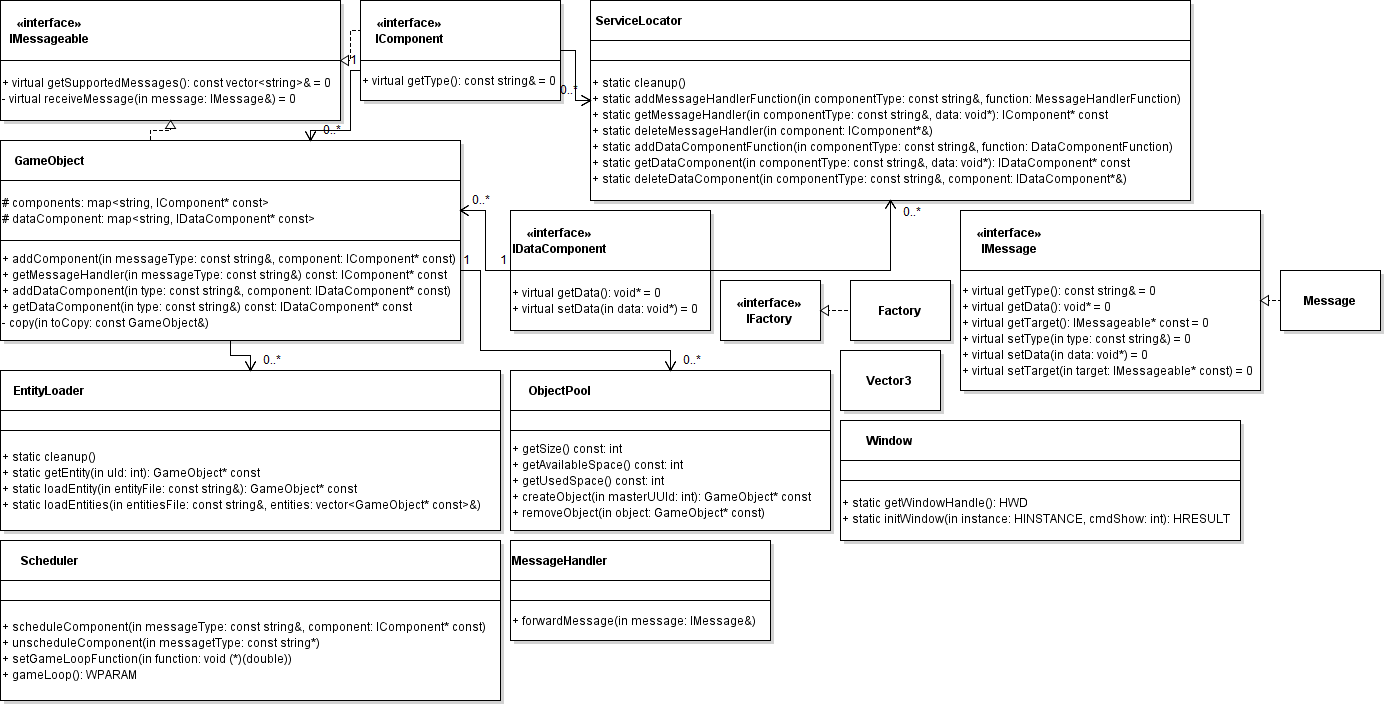 «interface»
IMessageable
+ virtual getSupportedMessages(): const vector<string>& = 0
- virtual receiveMessage(in message: IMessage&) = 0
«interface»
IComponent
+ virtual getType(): const string& = 0
1
0..*
0..*
ServiceLocator
+ static cleanup()
+ static addMessageHandlerFunction(in componentType: const string&, function: MessageHandlerFunction)
+ static getMessageHandler(in componentType: const string&, data: void*): IComponent* const
+ static deleteMessageHandler(in component: IComponent*&)
+ static addDataComponentFunction(in componentType: const string&, function: DataComponentFunction)
+ static getDataComponent(in componentType: const string&, data: void*): IDataComponent* const
+ static deleteDataComponent(in componentType: const string&, component: IDataComponent*&)
GameObject
# components: map<string, IComponent* const>
# dataComponent: map<string, IDataComponent* const>
+ addComponent(in messageType: const string&, component: IComponent* const)
+ getMessageHandler(in messageType: const string&) const: IComponent* const
+ addDataComponent(in type: const string&, component: IDataComponent* const)
+ getDataComponent(in type: const string&) const: IDataComponent* const
- copy(in toCopy: const GameObject&)
0..*
1
1
0..*
«interface»
IDataComponent
+ virtual getData(): void* = 0
+ virtual setData(in data: void*) = 0
«interface»
IFactory
Factory
«interface»
IMessage
+ virtual getType(): const string& = 0
+ virtual getData(): void* = 0
+ virtual getTarget(): IMessageable* const = 0
+ virtual setType(in type: const string&) = 0
+ virtual setData(in data: void*) = 0
+ virtual setTarget(in target: IMessageable* const) = 0
Message
0..*
0..*
EntityLoader
+ static cleanup()
+ static getEntity(in uId: int): GameObject* const
+ static loadEntity(in entityFile: const string&): GameObject* const
+ static loadEntities(in entitiesFile: const string&, entities: vector<GameObject* const>&)
ObjectPool
+ getSize() const: int
+ getAvailableSpace() const: int
+ getUsedSpace() const: int
+ createObject(in masterUUId: int): GameObject* const
+ removeObject(in object: GameObject* const)
Vector3
Window
+ static getWindowHandle(): HWD
+ static initWindow(in instance: HINSTANCE, cmdShow: int): HRESULT
Scheduler
+ scheduleComponent(in messageType: const string&, component: IComponent* const)
+ unscheduleComponent(in messagetType: const string*)
+ setGameLoopFunction(in function: void (*)(double))
+ gameLoop(): WPARAM
MessageHandler
+ forwardMessage(in message: IMessage&)